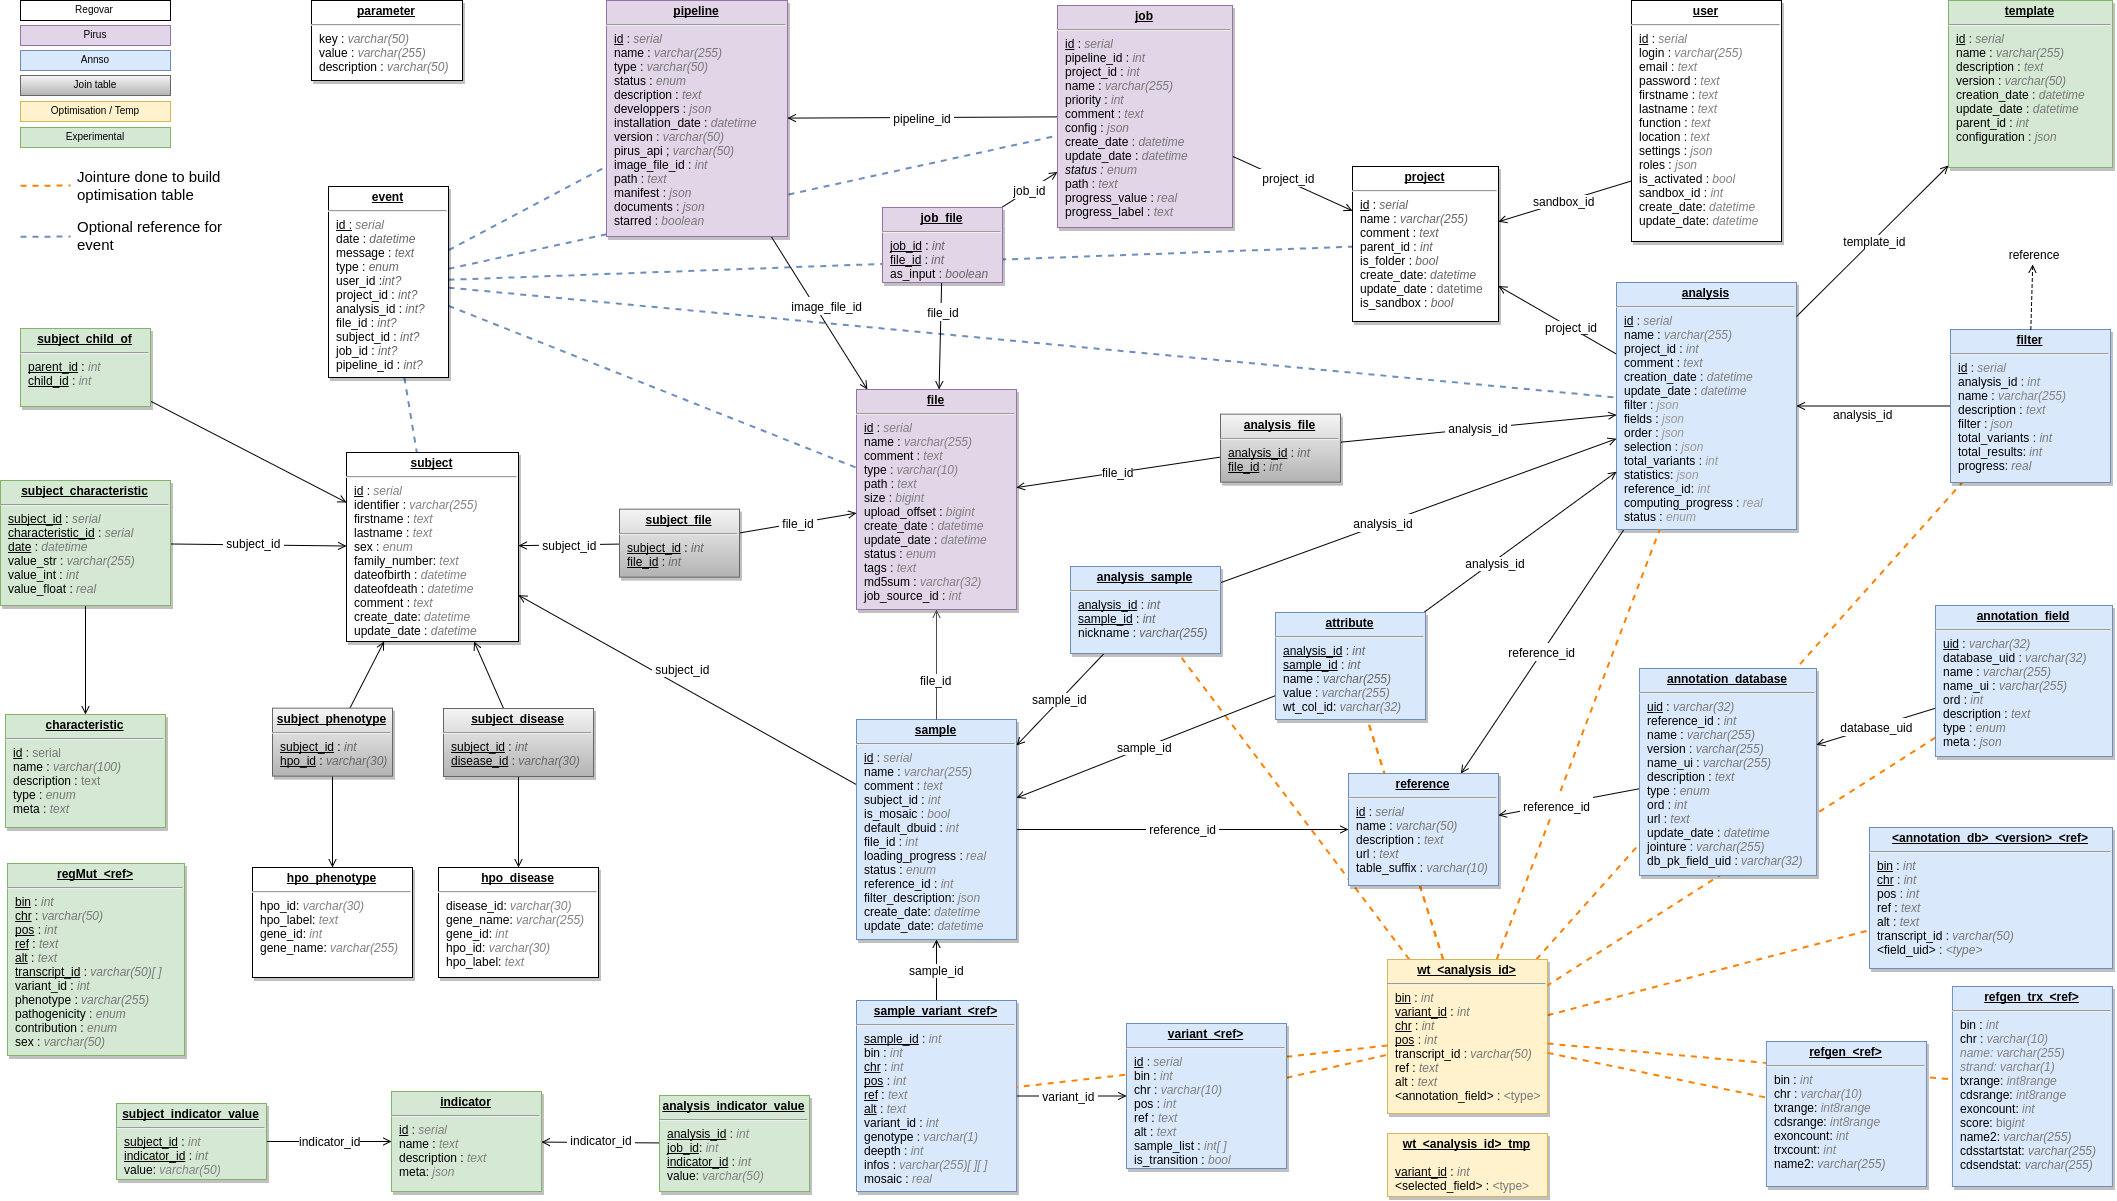 Regovar
Pirus
Annso
Join table
Optimisation / Temp
Experimental
Jointure done to build
optimisation table
Optional reference for
event
parameter
key : varchar(50)
value : varchar(255)
description : varchar(50)
pipeline
id : serial
name : varchar(255)
type : varchar(50)
status : enum
description : text
developpers : json
installation_date : datetime
version : varchar(50)
pirus_api ; varchar(50)
image_file_id : int
path : text
manifest : json
documents : json
starred : boolean
job
id : serial
pipeline_id : int
project_id : int
name : varchar(255)
priority : int
comment : text
config : json
create_date : datetime
update_date : datetime
status : enum
path : text
progress_value : real
progress_label : text
user
id : serial
login : varchar(255)
email : text
password : text
firstname : text
lastname : text
function : text
location : text
settings : json
roles : json
is_activated : bool
sandbox_id : int
create_date: datetime
update_date: datetime
template
id : serial
name : varchar(255)
description : text
version : varchar(50)
creation_date : datetime
update_date : datetime
parent_id : int
configuration : json
pipeline_id
job_id
project_id
sandbox_id
template_id
event
id : serial
date : datetime
message : text
type : enum
user_id :int?
project_id : int?
analysis_id : int?
file_id : int?
subject_id : int?
job_id : int?
pipeline_id : int?
job_file
job_id : int
file_id : int
as_input : boolean
project
id : serial
name : varchar(255)
comment : text
parent_id : int
is_folder : bool
create_date: datetime
update_date : datetime
is_sandbox : bool
image_file_id
file_id
project_id
reference
analysis
id : serial
name : varchar(255)
project_id : int
comment : text
creation_date : datetime
update_date : datetime
filter : json
fields : json
order : json
selection : json
total_variants : int
statistics: json
reference_id: int
computing_progress : real
status : enum
filter
id : serial
analysis_id : int
name : varchar(255)
description : text
filter : json
total_variants : int
total_results: int
progress: real
analysis_id
subject_child_of
parent_id : int
child_id : int
file
id : serial
name : varchar(255)
comment : text
type : varchar(10)
path : text
size : bigint
upload_offset : bigint
create_date : datetime
update_date : datetime
status : enum
tags : text
md5sum : varchar(32)
job_source_id : int
analysis_file
analysis_id : int
file_id : int
analysis_id
file_id
subject_characteristic
subject_id : serial
characteristic_id : serial
date : datetime
value_str : varchar(255)
value_int : int
value_float : real
subject_id
subject
id : serial
identifier : varchar(255)
firstname : text
lastname : text
sex : enum
family_number: text
dateofbirth : datetime
dateofdeath : datetime
comment : text
create_date: datetime
update_date : datetime
subject_file
subject_id : int
file_id : int
subject_id
file_id
analysis_id
analysis_id
analysis_sample
analysis_id : int
sample_id : int
nickname : varchar(255)
attribute
analysis_id : int
sample_id : int
name : varchar(255)
value : varchar(255)
wt_col_id: varchar(32)
reference_id
annotation_field
uid : varchar(32)
database_uid : varchar(32)
name : varchar(255)
name_ui : varchar(255)
ord : int
description : text
type : enum
meta : json
annotation_database
uid : varchar(32)
reference_id : int
name : varchar(255)
version : varchar(255)
name_ui : varchar(255)
description : text
type : enum
ord : int
url : text
update_date : datetime
jointure : varchar(255)
db_pk_field_uid : varchar(32)
database_uid
subject_id
file_id
sample_id
sample_id
characteristic
id : serial
name : varchar(100)
description : text
type : enum
meta : text
subject_phenotype
subject_id : int
hpo_id : varchar(30)
subject_disease
subject_id : int
disease_id : varchar(30)
sample
id : serial
name : varchar(255)
comment : text
subject_id : int
is_mosaic : bool
default_dbuid : int
file_id : int
loading_progress : real
status : enum
reference_id : int
filter_description: json
create_date : datetime
update_date: datetime
reference_id
reference
id : serial
name : varchar(50)
description : text
url : text
table_suffix : varchar(10)
reference_id
<annotation_db>_<version>_<ref>
bin : int
chr : int
pos : int
ref : text
alt : text
transcript_id : varchar(50)
<field_uid> : <type>
regMut_<ref>
bin : int
chr : varchar(50)
pos : int
ref : text
alt : text
transcript_id : varchar(50)[ ]
variant_id : int
phenotype : varchar(255)
pathogenicity : enum
contribution : enum
sex : varchar(50)
hpo_phenotype
hpo_id: varchar(30)
hpo_label: text
gene_id: int
gene_name: varchar(255)
hpo_disease
disease_id: varchar(30)
gene_name: varchar(255)
gene_id: int
hpo_id: varchar(30)
hpo_label: text
sample_id
sample_variant_<ref>
sample_id : int
bin : int
chr : int
pos : int
ref : text
alt : text
variant_id : int
genotype : varchar(1)
deepth : int
infos : varchar(255)[ ][ ]
mosaic : real
variant_id
variant_<ref>
id : serial
bin : int
chr : varchar(10)
pos : int
ref : text
alt : text
sample_list : int[ ]
is_transition : bool
wt_<analysis_id>
bin : int
variant_id : int
chr : int
pos : int
transcript_id : varchar(50)
ref : text
alt : text
<annotation_field> : <type>
wt_<analysis_id>_tmp
variant_id : int
<selected_field> : <type>
refgen_<ref>
bin : int
chr : varchar(10)
txrange: int8range
cdsrange: int8range
exoncount: int
trxcount: int
name2: varchar(255)
refgen_trx_<ref>
bin : int
chr : varchar(10)
name: varchar(255)
strand: varchar(1)
txrange: int8range
cdsrange: int8range
exoncount: int
score: bigint
name2: varchar(255)
cdsstartstat: varchar(255)
cdsendstat: varchar(255)
subject_indicator_value
subject_id : int
indicator_id : int
value: varchar(50)
indicator_id
indicator
id : serial
name : text
description : text
meta: json
indicator_id
analysis_indicator_value
analysis_id : int
job_id: int
indicator_id : int
value: varchar(50)